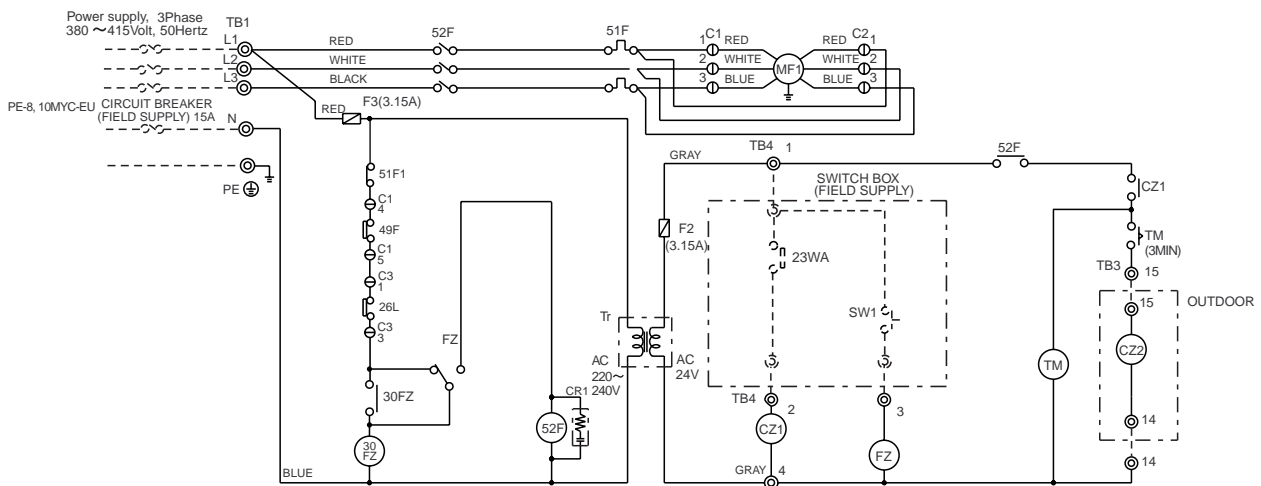 Power supply, 3Phase
380 ～415Volt, 50Hertz
TB1
L1
RED
52F
51F
1
C1
RED
RED
C2
1
L2
WHITE
2
WHITE
MF1
WHITE
2
L3
BLACK
3
BLUE
BLUE
3
PE-8, 10MYC-EU
CIRCUIT BREAKER
(FIELD SUPPLY) 15A
N
RED
F3(3.15A)
PE
51F1
C1
4
49F
C1
5
C3
1
26L
C3
3
FZ
30FZ
30
FZ
BLUE
52F
CR1
Tr
AC
220～
240V
AC
24V
GRAY
F2
(3.15A)
TB4
1
SWITCH BOX
(FIELD SUPPLY)
23WA
SW1
TB4
2
3
CZ1
FZ
GRAY
4
52F
CZ1
TM
(3MIN)
TB3
15
OUTDOOR
15
CZ2
TM
14
14